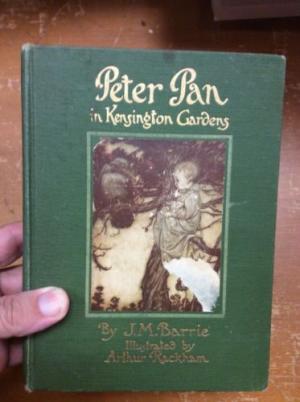 Peter Pan
in Kensington Gardens
By J.M. Barrie
Illustrated by
Arthur Rackham